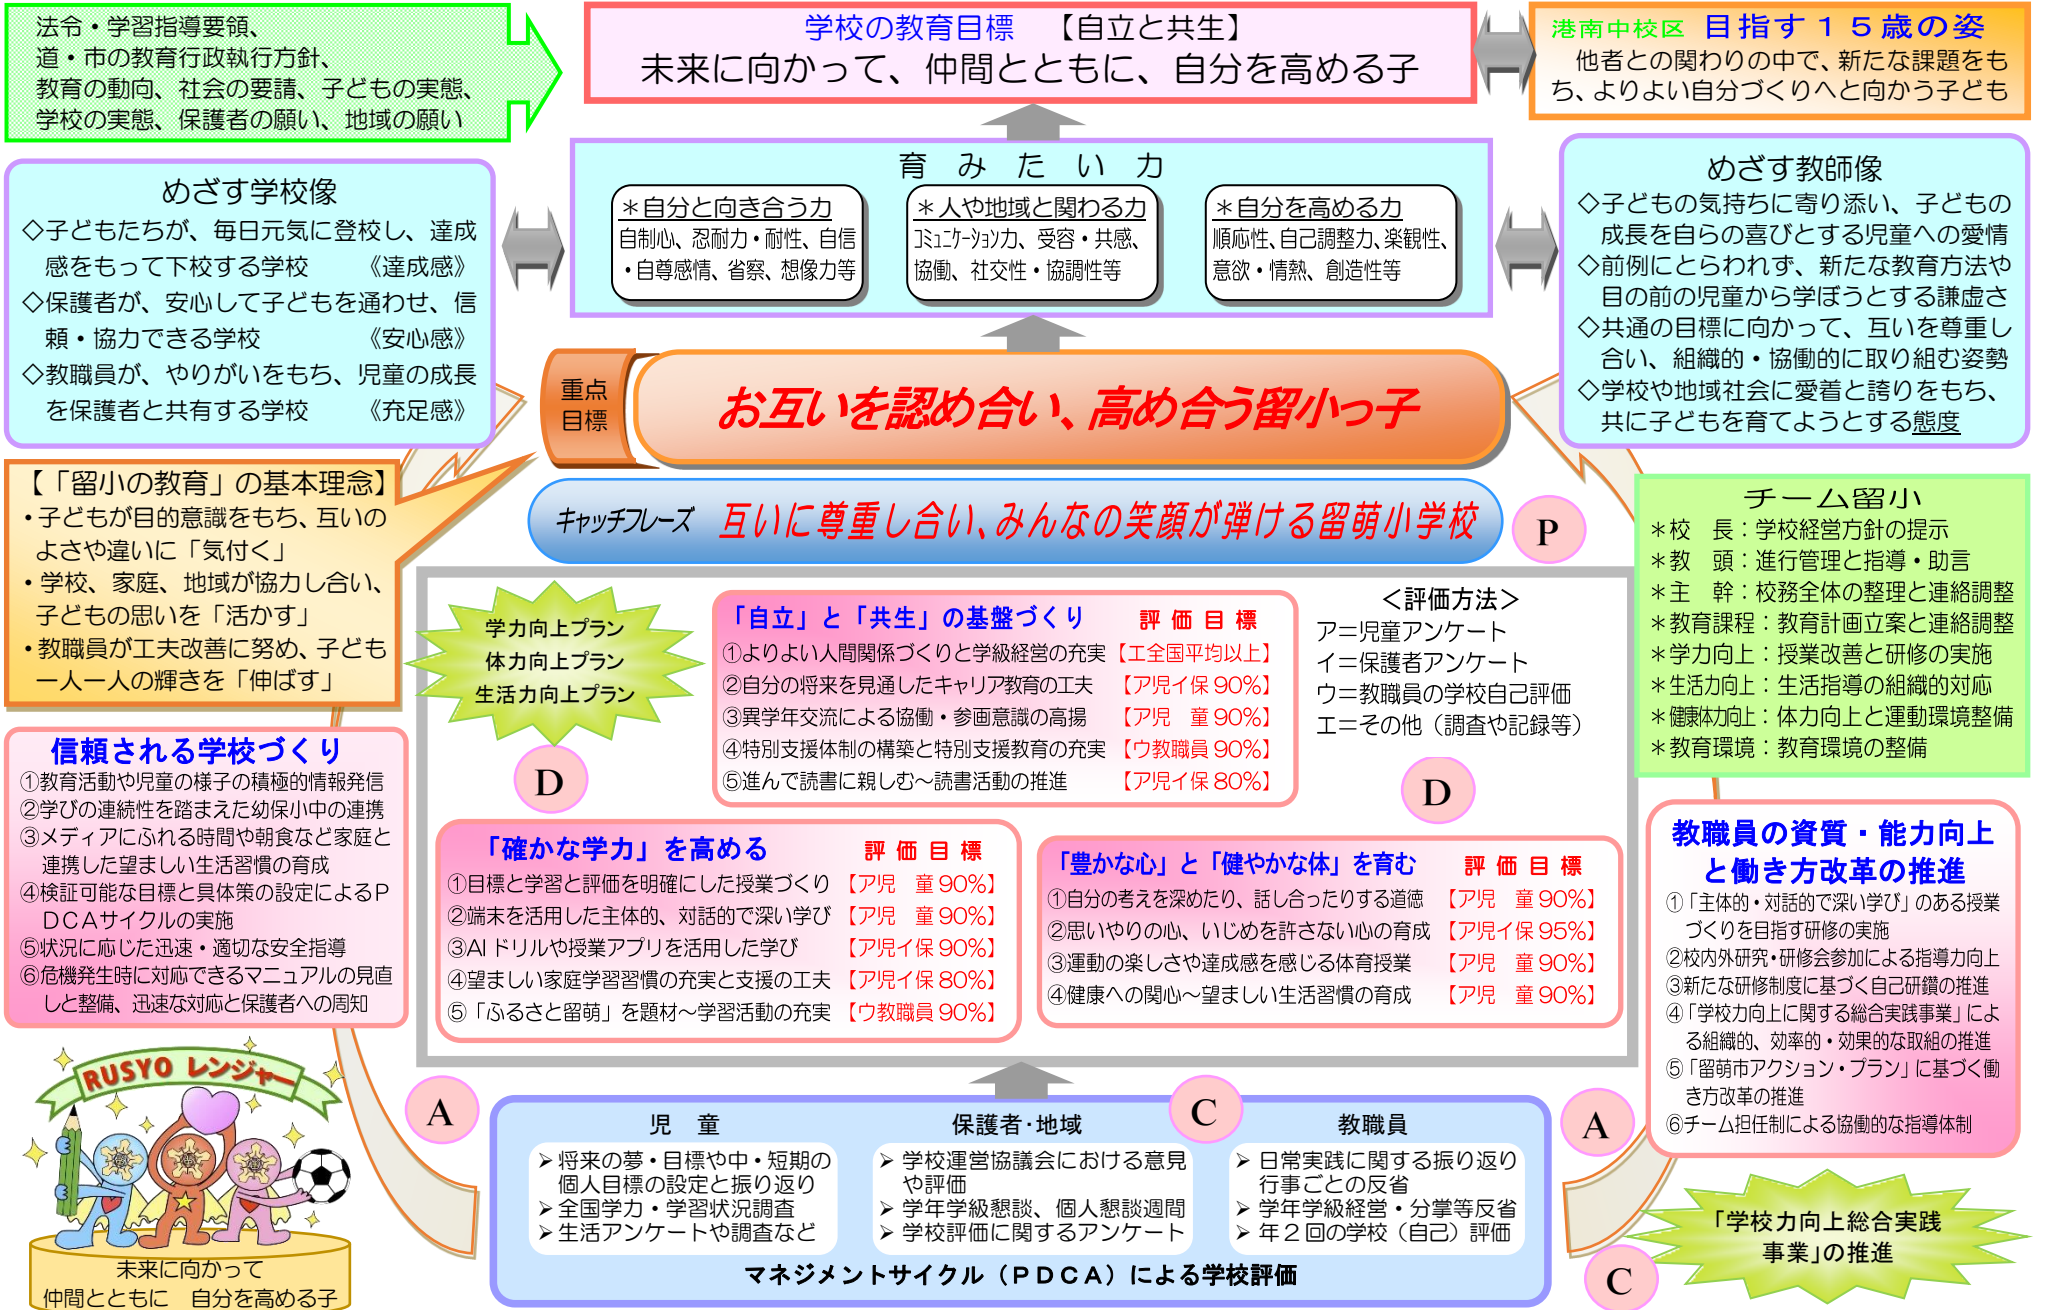 法令・学習指導要領、
道・市の教育行政執行方針、
教育の動向、社会の要請、子どもの実態、
学校の実態、保護者の願い、地域の願い
学校の教育目標　【自立と共生】
未来に向かって、仲間とともに、自分を高める子
港南中校区 目指す１５歳の姿
他者との関わりの中で、新たな課題をも
ち、よりよい自分づくりへと向かう子ども
めざす学校像
◇子どもたちが、毎日元気に登校し、達成
感をもって下校する学校　　《達成感》
◇保護者が、安心して子どもを通わせ、信
頼・協力できる学校　　《安心感》
◇教職員が、やりがいをもち、児童の成長
を保護者と共有する学校　　《充足感》
育　み　た　い　力
＊自分と向き合う力
自制心、忍耐力・耐性、自信
・自尊感情、省察、想像力等
＊人や地域と関わる力
コミュニケーション力、受容・共感、
協働、社交性・協調性等
＊自分を高める力
順応性、自己調整力、楽観性、
意欲・情熱、創造性等
めざす教師像
◇子どもの気持ちに寄り添い、子どもの
成長を自らの喜びとする児童への愛情
◇前例にとらわれず、新たな教育方法や
目の前の児童から学ぼうとする謙虚さ
◇共通の目標に向かって、互いを尊重し
合い、組織的・協働的に取り組む姿勢
◇学校や地域社会に愛着と誇りをもち、
共に子どもを育てようとする態度
重点
目標
お互いを認め合い、高め合う留小っ子
キャッチフレーズ　互いに尊重し合い、みんなの笑顔が弾ける留萌小学校
P
【「留小の教育」の基本理念】
・子どもが目的意識をもち、互いの
よさや違いに「気付く」
・学校、家庭、地域が協力し合い、
子どもの思いを「活かす」
・教職員が工夫改善に努め、子ども
一人一人の輝きを「伸ばす」
チーム留小
＊校　長：学校経営方針の提示
＊教　頭：進行管理と指導・助言
＊主　幹：校務全体の整理と連絡調整
＊教育課程：教育計画立案と連絡調整
＊学力向上：授業改善と研修の実施
＊生活力向上：生活指導の組織的対応
＊健康体力向上：体力向上と運動環境整備
＊教育環境：教育環境の整備
学力向上プラン
体力向上プラン
生活力向上プラン
D
「自立」と「共生」の基盤づくり　評 価 目 標
①よりよい人間関係づくりと学級経営の充実【エ全国平均以上】
②自分の将来を見通したキャリア教育の工夫　【ア児イ保 90%】
③異学年交流による協働・参画意識の高揚　【ア児　童 90%】
④特別支援体制の構築と特別支援教育の充実【ウ教職員 90%】
⑤進んで読書に親しむ～読書活動の推進　【ア児イ保 80%】
＜評価方法＞
ア＝児童アンケート
イ＝保護者アンケート
ウ＝教職員の学校自己評価
エ＝その他（調査や記録等）
D
信頼される学校づくり
①教育活動や児童の様子の積極的情報発信
②学びの連続性を踏まえた幼保小中の連携
③メディアにふれる時間や朝食など家庭と
連携した望ましい生活習慣の育成
④検証可能な目標と具体策の設定によるＰ
ＤＣＡサイクルの実施
⑤状況に応じた迅速・適切な安全指導
⑥危機発生時に対応できるマニュアルの見直
しと整備、迅速な対応と保護者への周知
「確かな学力」を高める　評 価 目 標
①目標と学習と評価を明確にした授業づくり【ア児　童 90%】
②端末を活用した主体的、対話的で深い学び【ア児　童 90%】
③AI ドリルや授業アプリを活用した学び　【ア児イ保 90%】
④望ましい家庭学習習慣の充実と支援の工夫【ア児イ保 80%】
⑤「ふるさと留萌」を題材～学習活動の充実【ウ教職員 90%】
「豊かな心」と「健やかな体」を育む　評 価 目 標
①自分の考えを深めたり、話し合ったりする道徳　【ア児　童 90%】
②思いやりの心、いじめを許さない心の育成　【ア児イ保 95%】
③運動の楽しさや達成感を感じる体育授業　【ア児　童 90%】
④健康への関心～望ましい生活習慣の育成　【ア児　童 90%】
教職員の資質・能力向上
と働き方改革の推進
①「主体的・対話的で深い学び」のある授業
づくりを目指す研修の実施
②校内外研究・研修会参加による指導力向上
③新たな研修制度に基づく自己研鑽の推進
④「学校力向上に関する総合実践事業」によ
る組織的、効率的・効果的な取組の推進
⑤「留萌市アクション・プラン」に基づく働
き方改革の推進
⑥チーム担任制による協働的な指導体制
RUSYO レンジャー
未来に向かって
仲間とともに　自分を高める子
A
C
A
児　童
➢将来の夢・目標や中・短期の
個人目標の設定と振り返り
➢全国学力・学習状況調査
➢生活アンケートや調査など
保護者・地域
➢学校運営協議会における意見
や評価
➢学年学級懇談、個人懇談週間
➢学校評価に関するアンケート
教職員
➢日常実践に関する振り返り
行事ごとの反省
➢学年学級経営・分掌等反省
➢年２回の学校（自己）評価
マネジメントサイクル（ＰＤＣＡ）による学校評価
「学校力向上総合実践
事業」の推進
C